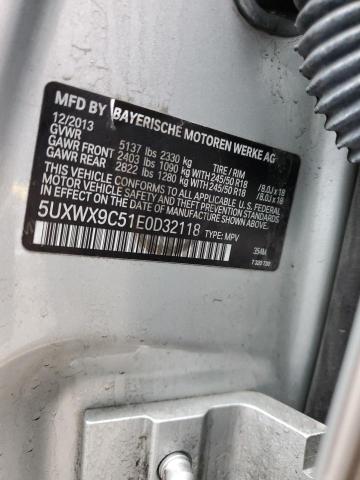 MFD BY BAYERISCHE MOTOREN WERKE AG
12/2013
GVWR 5137 lbs 2330 kg TIRE / RIM
GAWR FRONT 2403 lbs 1090 kg WITH 245/50 R18 /8.0J x 18
GAWR REAR 2822 lbs 1280 kg WITH 245/50 R18 /8.0J x 18
THIS VEHICLE CONFORMS TO ALL APPLICABLE FEDERAL
MOTOR VEHICLE SAFETY AND THEFT PREVENTION STANDARDS
IN EFFECT ON THE DATE OF MANUFACTURE SHOWN ABOVE.
5UXWX9C51E0D32118 TYPE: MPV